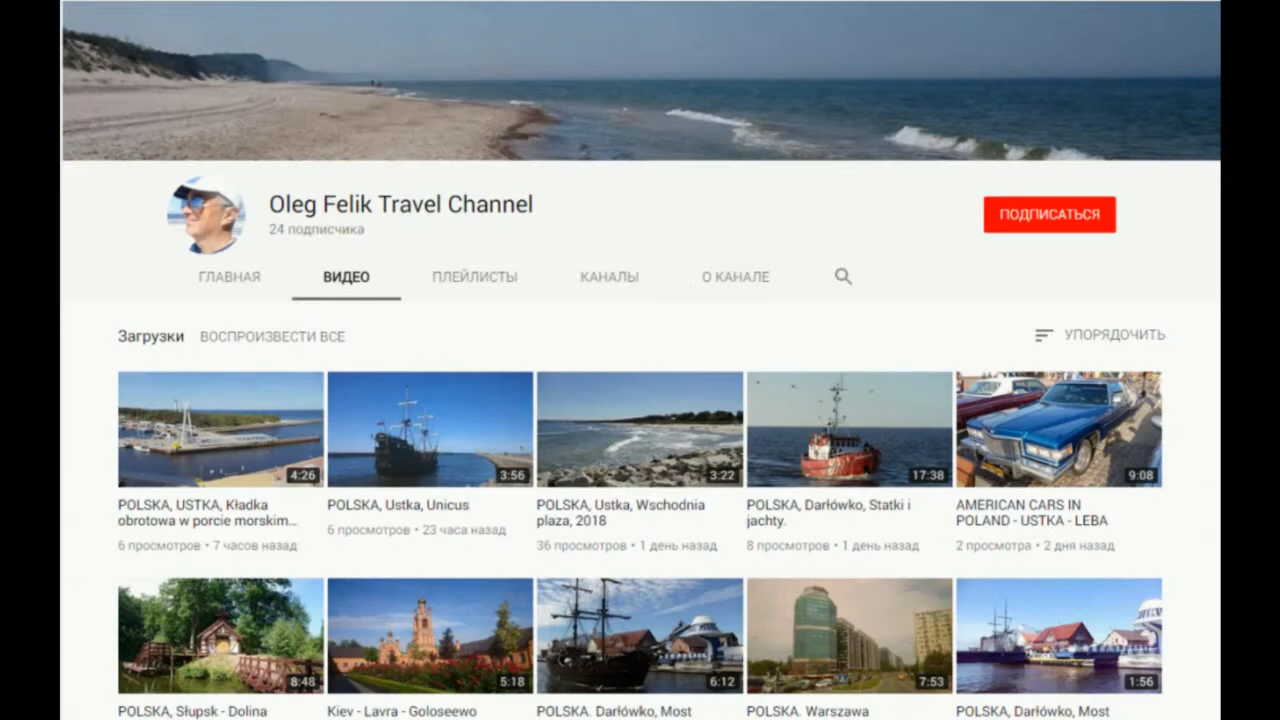 Oleg Felik Travel Channel
24 подписчика
ПОДПИСАТЬСЯ
ГЛАВНАЯ ВИДЕО ПЛЕЙЛИСТЫ КАНАЛЫ О КАНАЛЕ
Загрузки ВОСПРОИЗВЕСТИ ВСЕ УПОРЯДОЧИТЬ
4:26 3:56 3:22 17:38 9:08
POLSKA, USTKA, Kładka
obrotowa w porcie morskim...
6 просмотров • 7 часов назад
POLSKA, Ustka, Unicus
6 просмотров • 23 часа назад
POLSKA, Ustka, Wschodnia
plaza, 2018
36 просмотров • 1 день назад
POLSKA, Darłówko, Statki i
jachty.
8 просмотров • 1 день назад
AMERICAN CARS IN
POLAND - USTKA - LEBA
2 просмотра • 2 дня назад
8:48 5:18 6:12 7:53 1:56
POLSKA, Słupsk - Dolina
Kiev - Lavra - Goloseewo
POLSKA. Darłówko, Most
POLSKA. Warszawa
POLSKA, Darłówko, Most